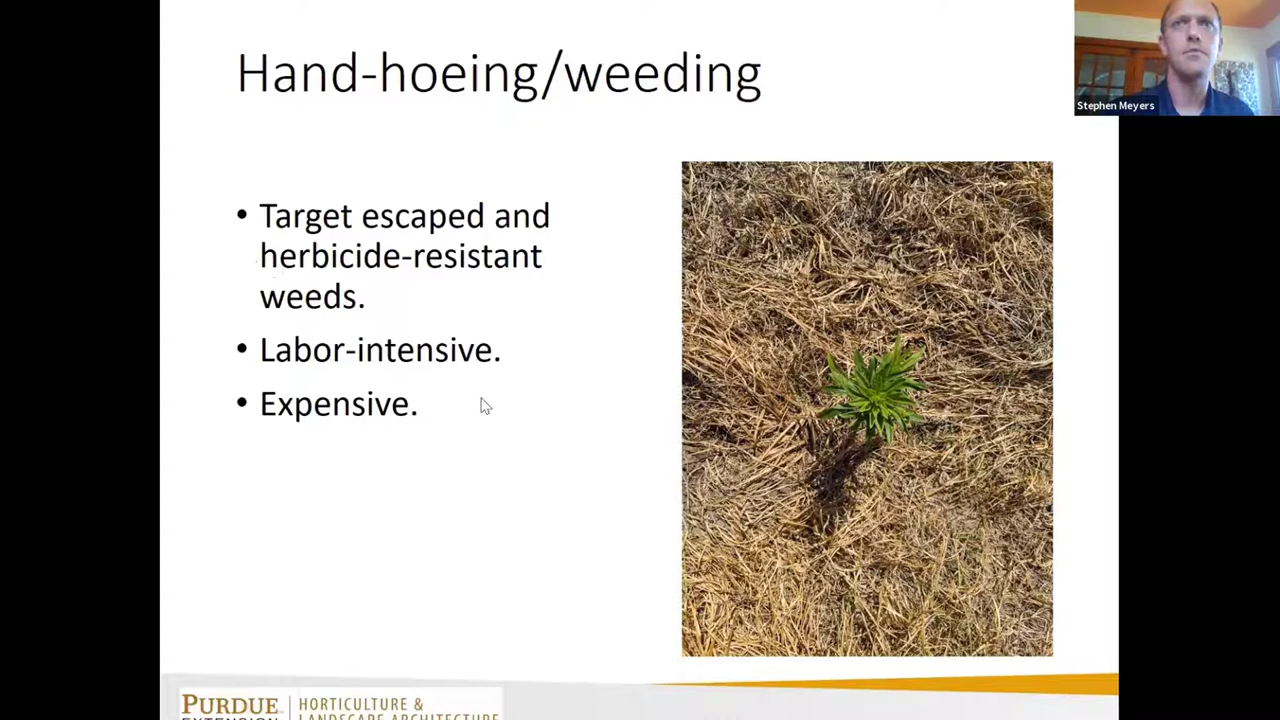 Hand-hoeing/weeding
Stephen Meyers
• Target escaped and
herbicide-resistant
weeds.
• Labor-intensive.
• Expensive.
PURDUE
EXTENSION
HORTICULTURE &
LANDSCAPE ARCHITECTURE